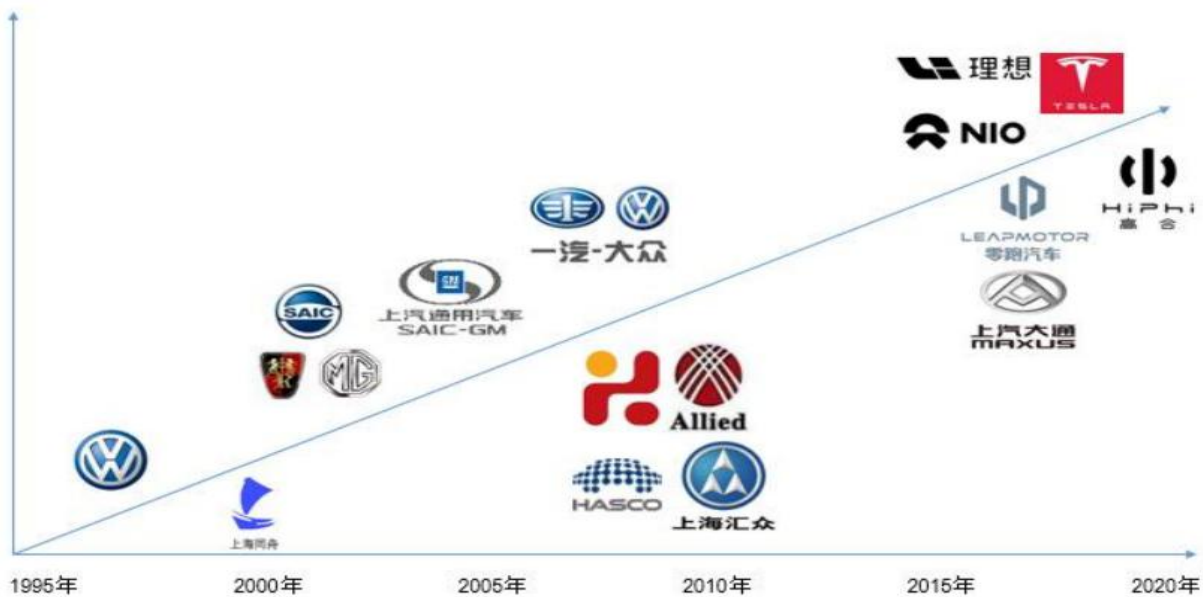 理想
TESLA
NIO
HiPhi
高合
LEAPMOTOR
零跑汽车
一汽-大众
GM
上汽通用汽车
SAIC-GM
SAIC
上汽大通
MAXUS
MG
Allied
HASCO
上海汇众
上海同舟
1995年
2000年
2005年
2010年
2015年
2020年